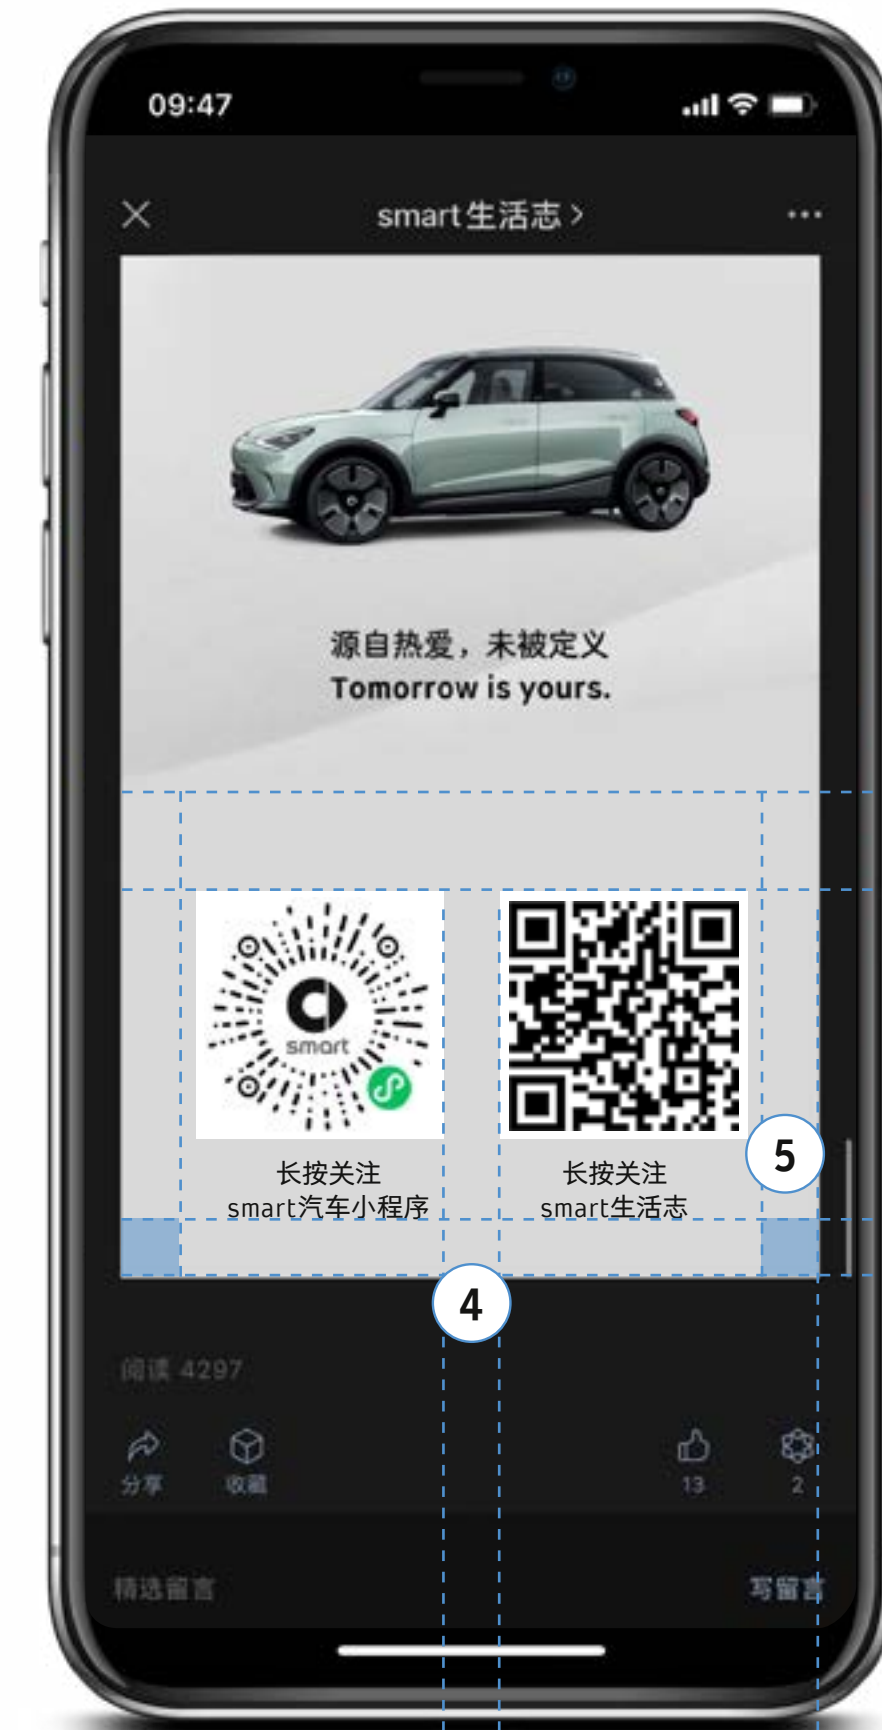 09:47
smart生活志
源自热爱，未被定义
Tomorrow is yours.
smart
长按关注
smart汽车小程序
长按关注
smart生活志
5
4
阅读 4297
分享
收藏
13
2
精选留言
写留言